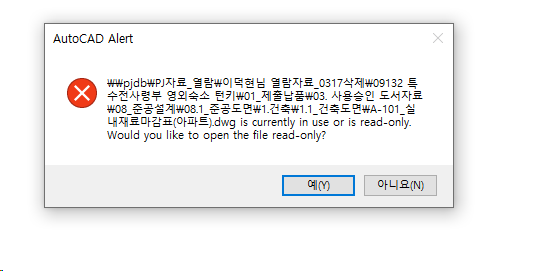 AutoCAD Alert
₩₩pjdb₩PJ자료_열람₩이덕현님 열람자료_0317삭제₩09132 특
수전사령부 영외숙소 턴키₩01_제출납품₩03. 사용승인 도서자료
₩08_준공설계₩08.1_준공도면₩1.건축₩1.1_건축도면₩A-101_실
내재료마감표(아파트).dwg is currently in use or is read-only.
Would you like to open the file read-only?
예(Y)
아니요(N)